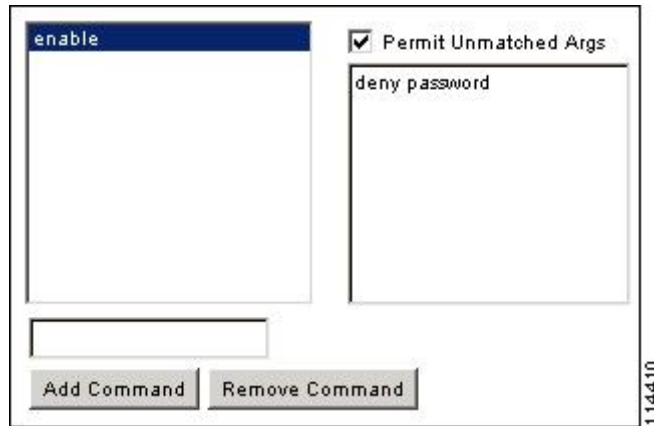 enable
Permit Unmatched Args
deny password
Add Command
Remove Command
114410